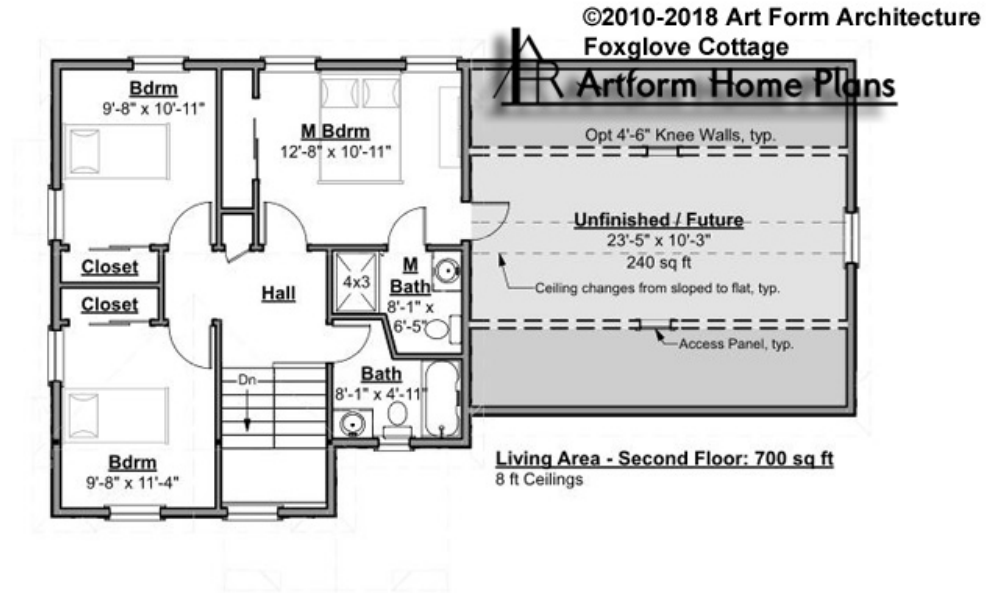 ©2010-2018 Art Form Architecture
Foxglove Cottage
Artform Home Plans
Bdrm
9'-8" x 10'-11"
M Bdrm
12'-8" x 10'-11"
Opt 4'-6" Knee Walls, typ.
Unfinished / Future
23'-5" x 10'-3"
240 sq ft
Ceiling changes from sloped to flat, typ.
Access Panel, typ.
Closet
Closet
Hall
4x3
M
Bath
8'-1" x
6'-5"
Dn
Bath
8'-1" x 4'-11"
Bdrm
9'-8" x 11'-4"
Living Area - Second Floor: 700 sq ft
8 ft Ceilings